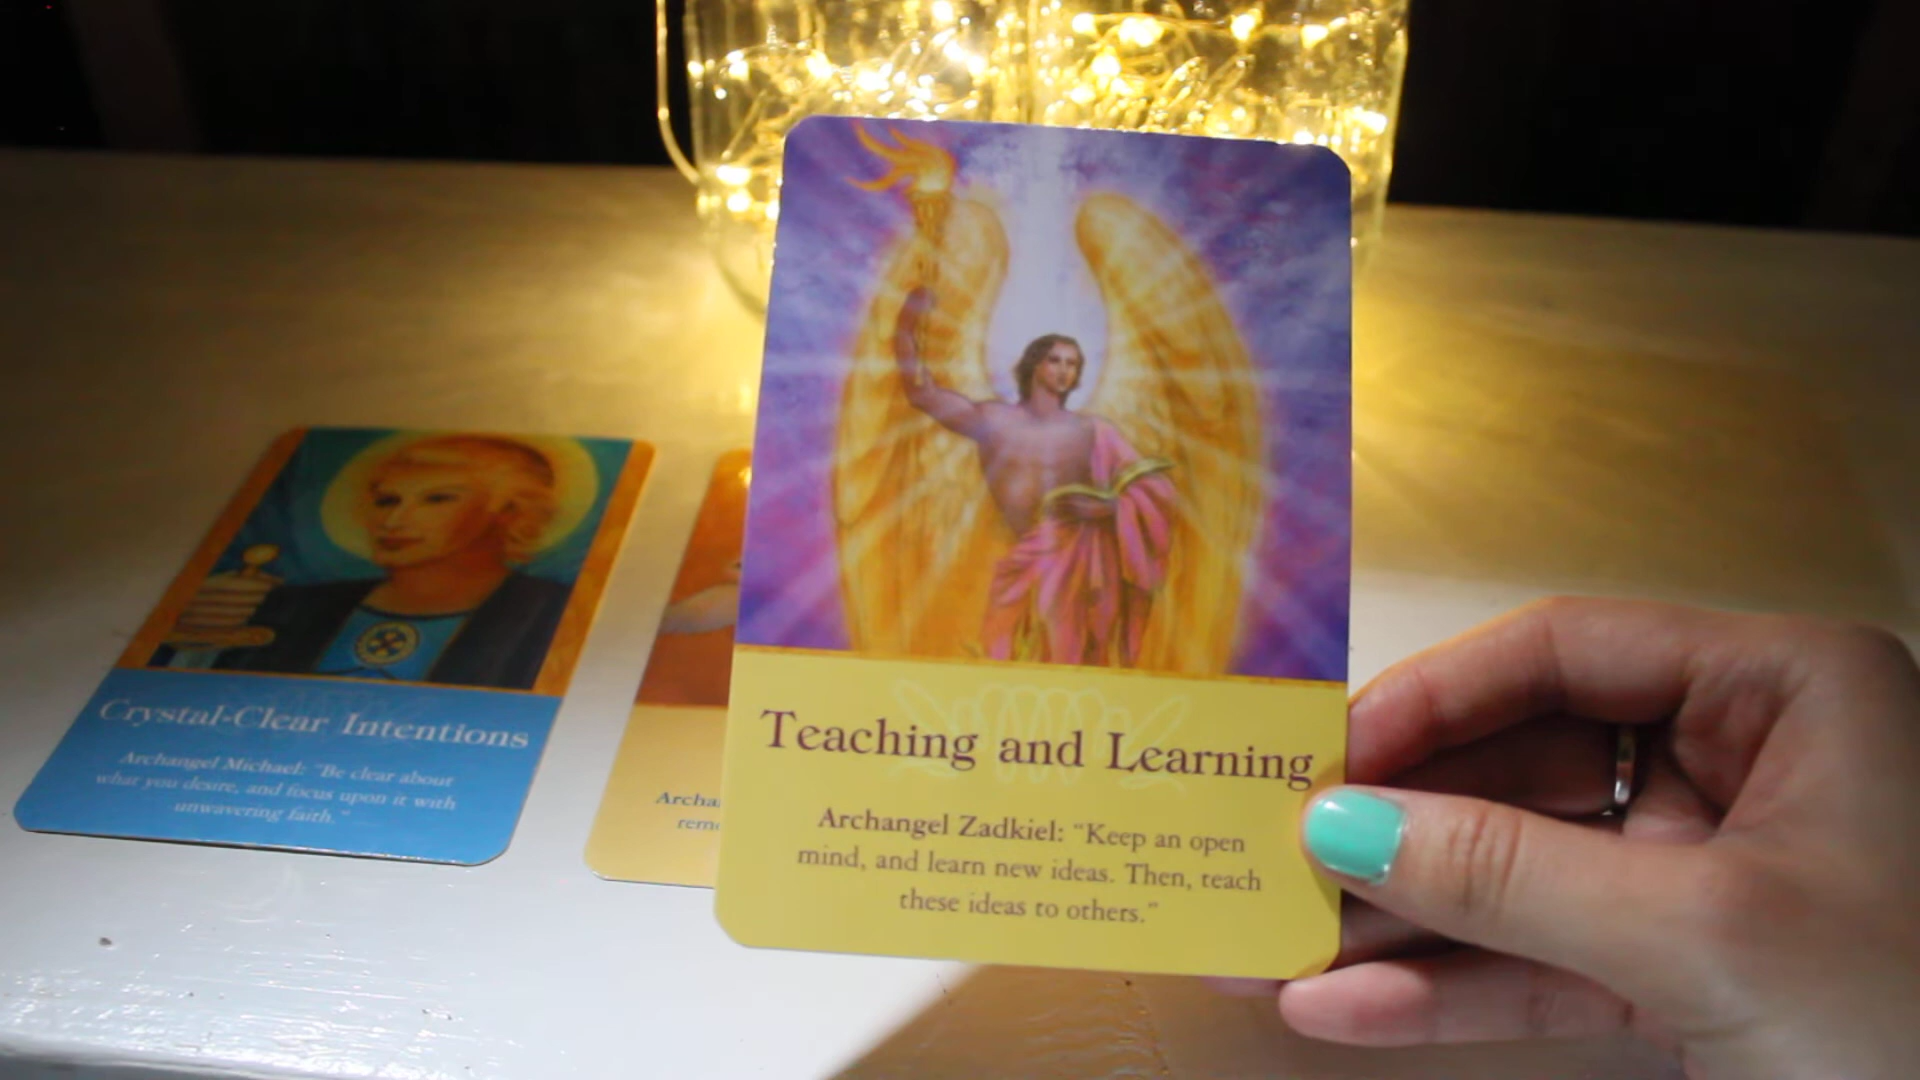 Crystal-Clear Intentions
Archangel Michael: "Be clear about
what you desire, and focus upon it with
unwavering faith."
Teaching and Learning
Archangel Zadkiel: "Keep an open
mind, and learn new ideas. Then, teach
these ideas to others."